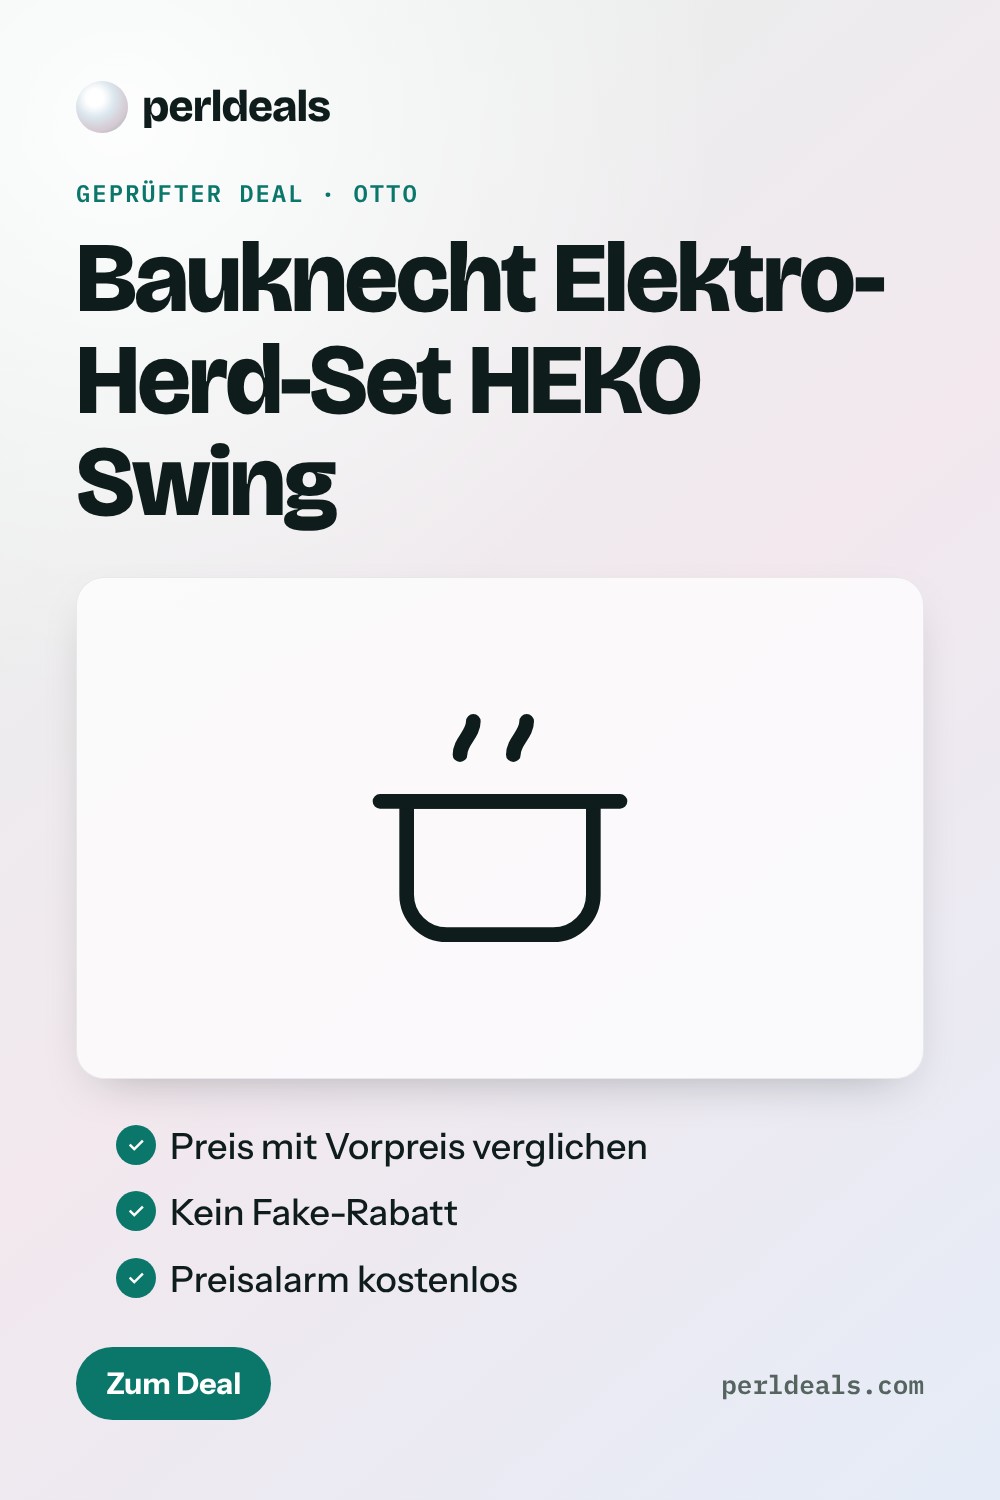 perldeals
GEPRÜFTER DEAL · OTTO
Bauknecht Elektro-
Herd-Set HEKO
Swing
Preis mit Vorpreis verglichen
Kein Fake-Rabatt
Preisalarm kostenlos
Zum Deal
perldeals.com